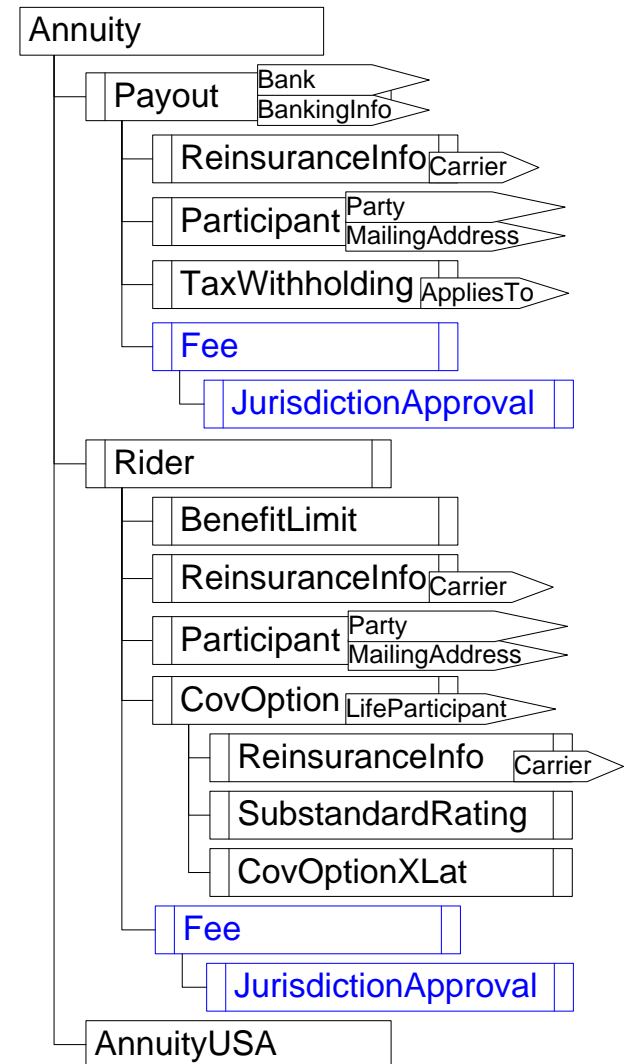 Annuity
Payout
Bank
BankingInfo
ReinsuranceInfo
Carrier
Participant
Party
MailingAddress
TaxWithholding
AppliesTo
Fee
JurisdictionApproval
Rider
BenefitLimit
ReinsuranceInfo
Carrier
Participant
Party
MailingAddress
CovOption
LifeParticipant
ReinsuranceInfo
Carrier
SubstandardRating
CovOptionXLat
Fee
JurisdictionApproval
AnnuityUSA